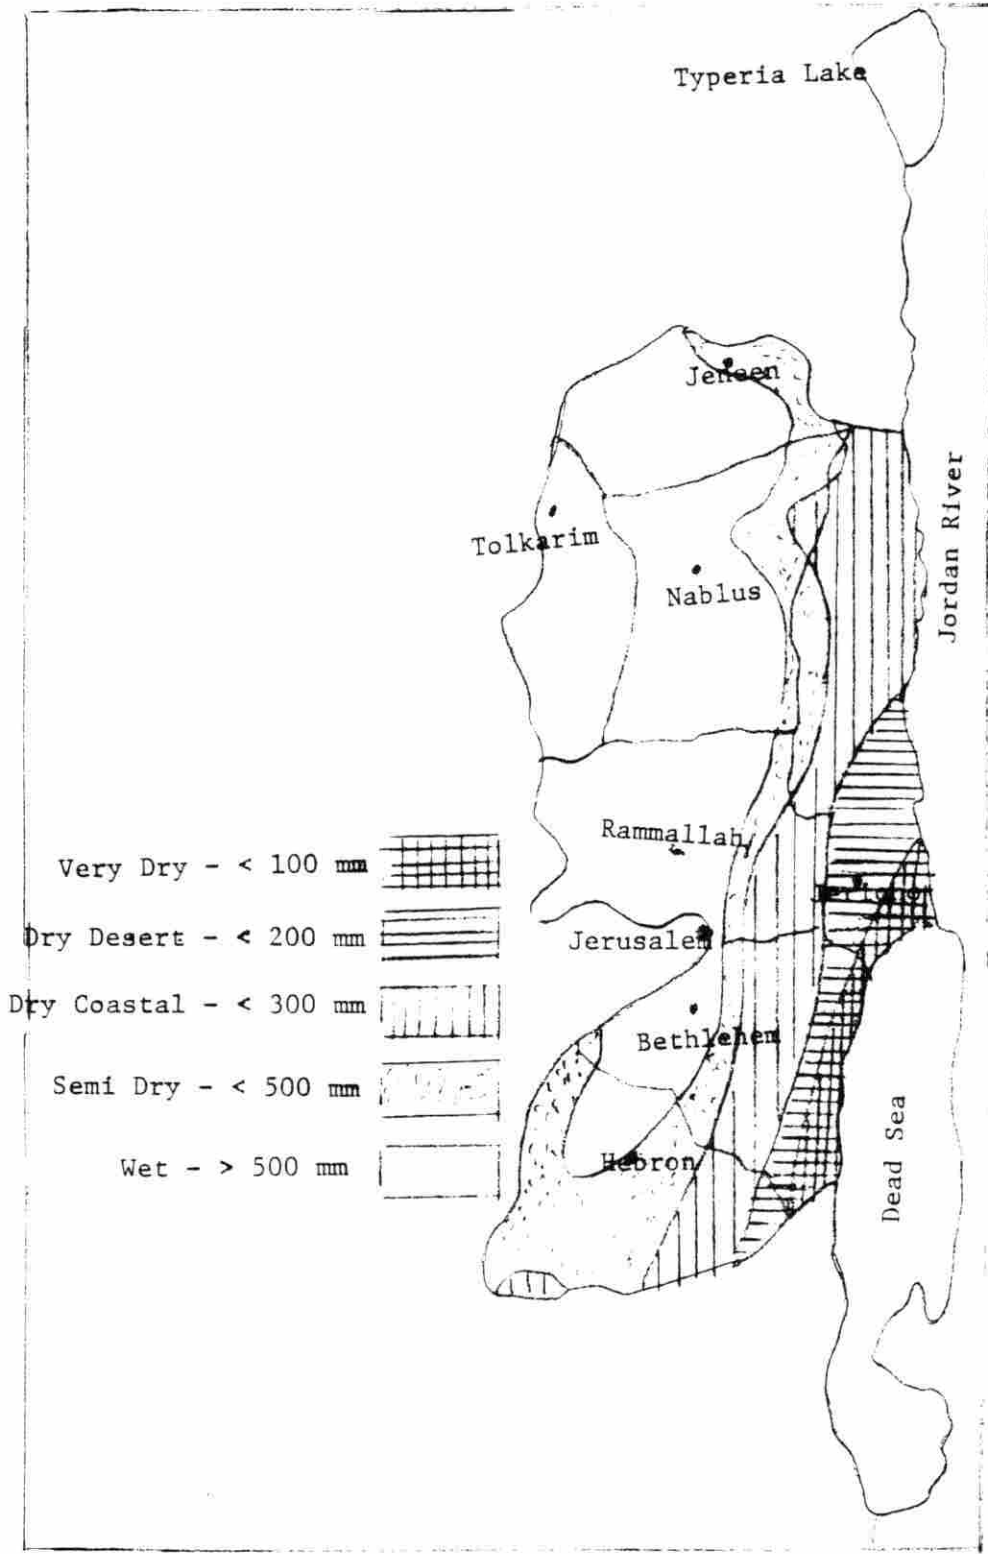 Typeria Lake
Jeneen
Jordan River
Tolkarim
Nablus
Rammallah
Very Dry - < 100 mm
Dry Desert - < 200 mm
Jerusalem
Dry Coastal - < 300 mm
Bethlehem
Semi Dry - < 500 mm
Dead Sea
Wet - > 500 mm
Hebron